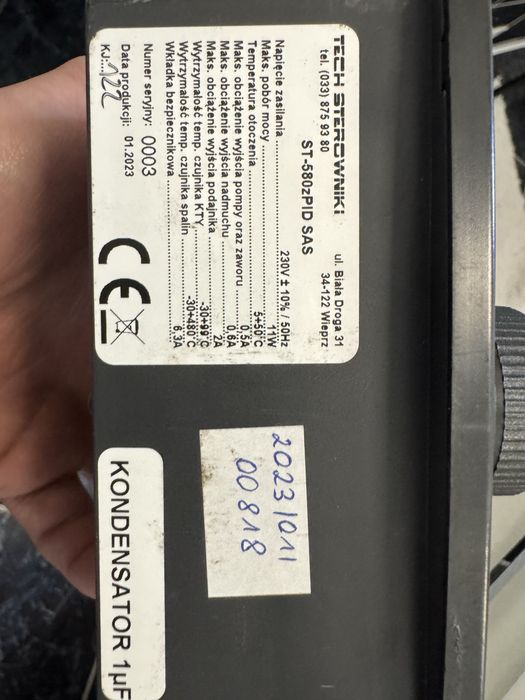 TECH STEROWNIKI
tel. (033) 875 93 80
ul. Biała Droga 31
34-122 Wieprz
ST-580zPID SAS
Napięcie zasilania ........ 230V ± 10% / 50Hz
Maks. pobór mocy ........ 11W
Temperatura otoczenia ........ 5÷50°C
Maks. obciążenie wyjścia pompy oraz zaworu ........ 0,5A
Maks. obciążenie wyjścia nadmuchu ........ 0,6A
Maks. obciążenie wyjścia podajnika ........ 2A
Wytrzymałość temp. czujnika KTY ........ -30÷99°C
Wytrzymałość temp. czujnika spalin ........ -30÷480°C
Wkładka bezpiecznikowa ........ 6,3A
Numer seryjny: 0003
Data produkcji: 01.2023
KJ:..122
CE
KONDENSATOR 1µF
2023/011
00818